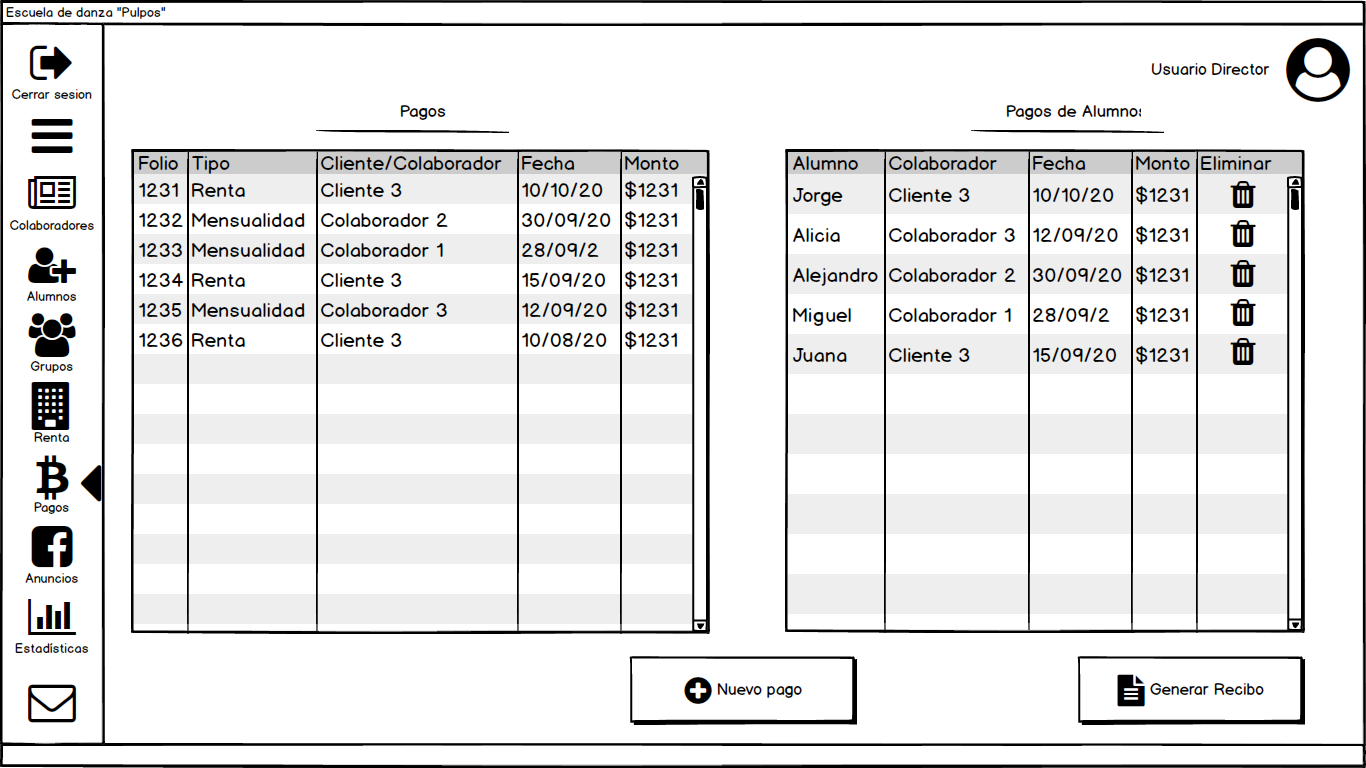 Escuela de danza "Pulpos"
Cerrar sesion
Colaboradores
Alumnos
Grupos
Renta
Pagos
Anuncios
Estadísticas
Usuario Director
Pagos
Folio Tipo Cliente/Colaborador Fecha Monto
1231 Renta Cliente 3 10/10/20 $1231
1232 Mensualidad Colaborador 2 30/09/20 $1231
1233 Mensualidad Colaborador 1 28/09/2 $1231
1234 Renta Cliente 3 15/09/20 $1231
1235 Mensualidad Colaborador 3 12/09/20 $1231
1236 Renta Cliente 3 10/08/20 $1231
Pagos de Alumnos
Alumno Colaborador Fecha Monto Eliminar
Jorge Cliente 3 10/10/20 $1231
Alicia Colaborador 3 12/09/20 $1231
Alejandro Colaborador 2 30/09/20 $1231
Miguel Colaborador 1 28/09/2 $1231
Juana Cliente 3 15/09/20 $1231
Nuevo pago
Generar Recibo